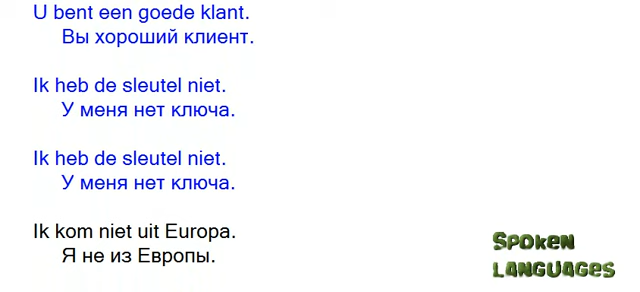 U bent een goede klant.
Вы хороший клиент.
Ik heb de sleutel niet.
У меня нет ключа.
Ik heb de sleutel niet.
У меня нет ключа.
Ik kom niet uit Europa.
Я не из Европы.
SPOKEN
LANGUAGES